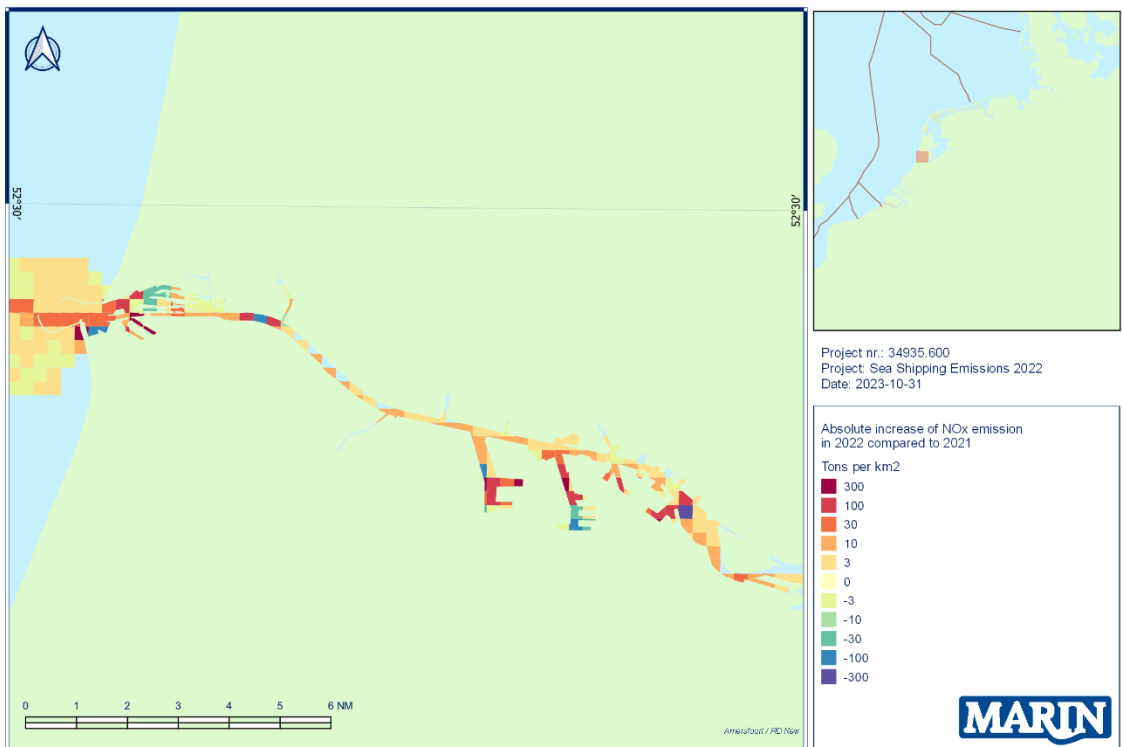 52°30'
52°30'
0 1 2 3 4 5 6 NM
Amersfoort / RD New
Project nr.: 34935.600
Project: Sea Shipping Emissions 2022
Date: 2023-10-31
Absolute increase of NOx emission
in 2022 compared to 2021
Tons per km2
300
100
30
10
3
0
-3
-10
-30
-100
-300
MARIN